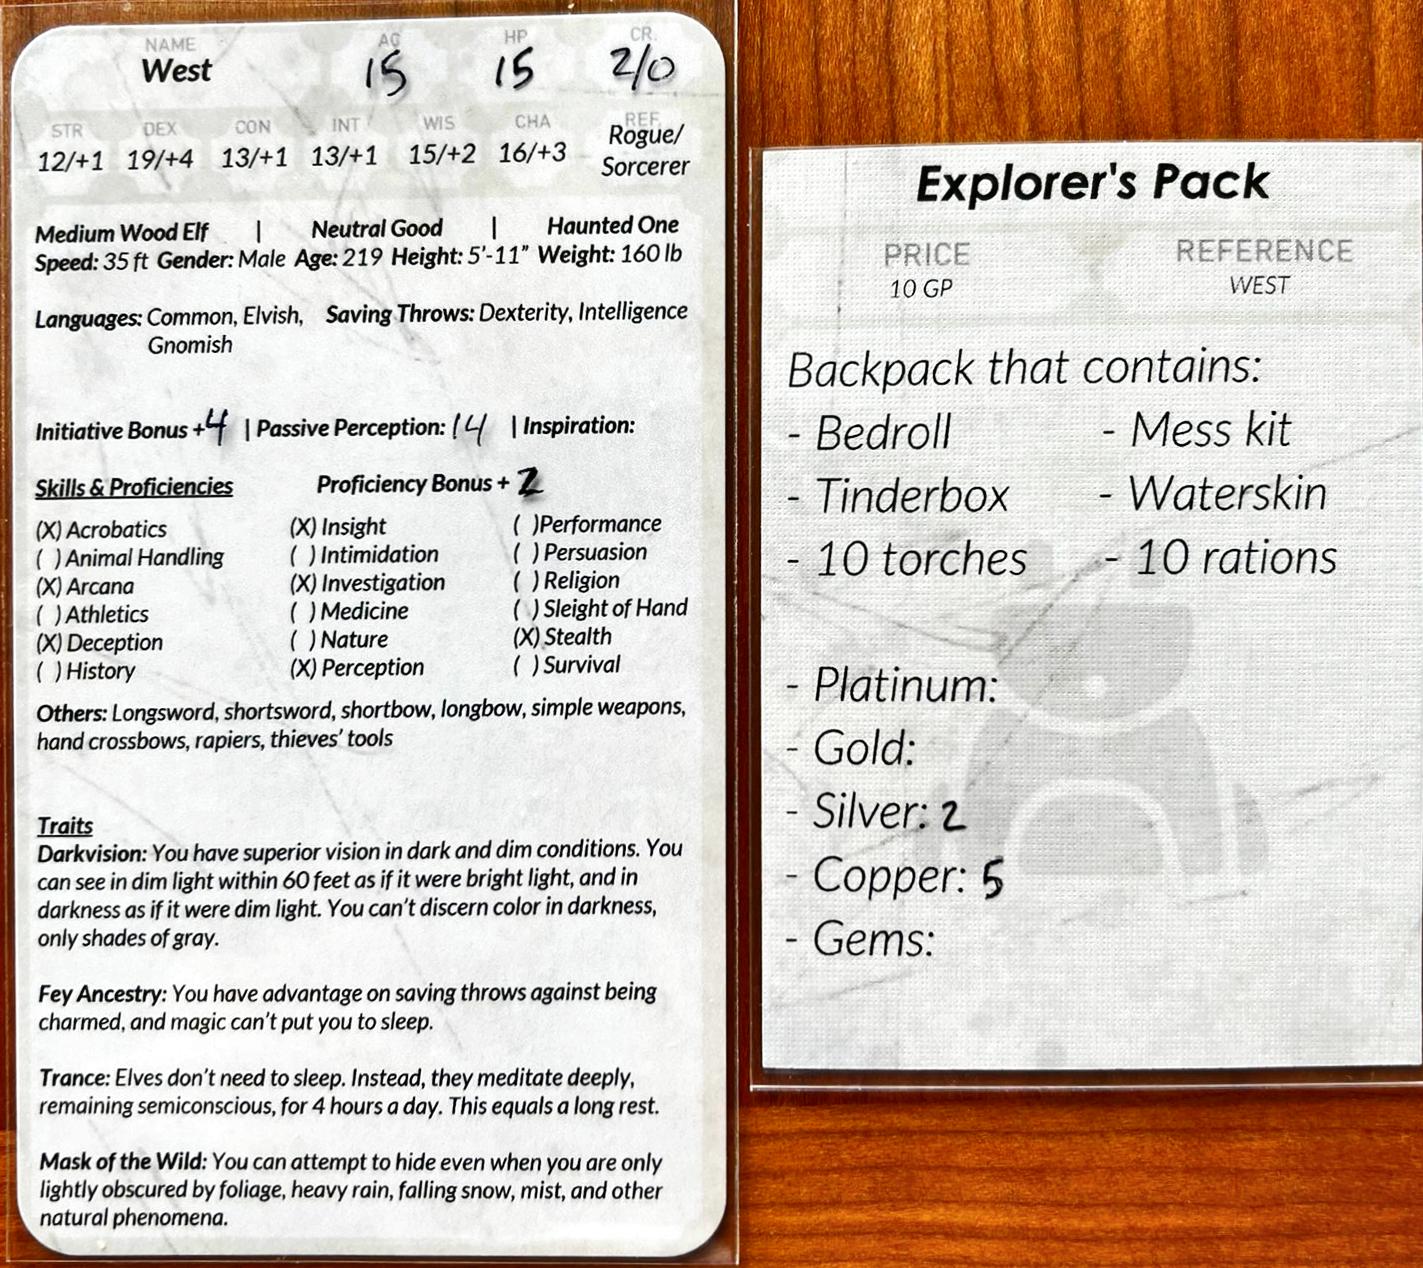 NAME AC HP CR.
West 15 15 2/0
STR DEX CON INT WIS CHA REF.
12/+1 19/+4 13/+1 13/+1 15/+2 16/+3 Rogue/
Sorcerer
Medium Wood Elf | Neutral Good | Haunted One
Speed: 35 ft Gender: Male Age: 219 Height: 5'-11" Weight: 160 lb
Languages: Common, Elvish, Saving Throws: Dexterity, Intelligence
Gnomish
Initiative Bonus +4 | Passive Perception: 14 | Inspiration:
Skills & Proficiencies Proficiency Bonus + 2
(X) Acrobatics (X) Insight ( )Performance
( ) Animal Handling ( ) Intimidation ( ) Persuasion
(X) Arcana (X) Investigation ( ) Religion
( ) Athletics ( ) Medicine ( ) Sleight of Hand
(X) Deception ( ) Nature (X) Stealth
( ) History (X) Perception ( ) Survival
Others: Longsword, shortsword, shortbow, longbow, simple weapons,
hand crossbows, rapiers, thieves' tools
Traits
Darkvision: You have superior vision in dark and dim conditions. You
can see in dim light within 60 feet as if it were bright light, and in
darkness as if it were dim light. You can't discern color in darkness,
only shades of gray.
Fey Ancestry: You have advantage on saving throws against being
charmed, and magic can't put you to sleep.
Trance: Elves don't need to sleep. Instead, they meditate deeply,
remaining semiconscious, for 4 hours a day. This equals a long rest.
Mask of the Wild: You can attempt to hide even when you are only
lightly obscured by foliage, heavy rain, falling snow, mist, and other
natural phenomena.
Explorer's Pack
PRICE REFERENCE
10 GP WEST
Backpack that contains:
- Bedroll - Mess kit
- Tinderbox - Waterskin
- 10 torches - 10 rations
- Platinum:
- Gold:
- Silver: 2
- Copper: 5
- Gems: